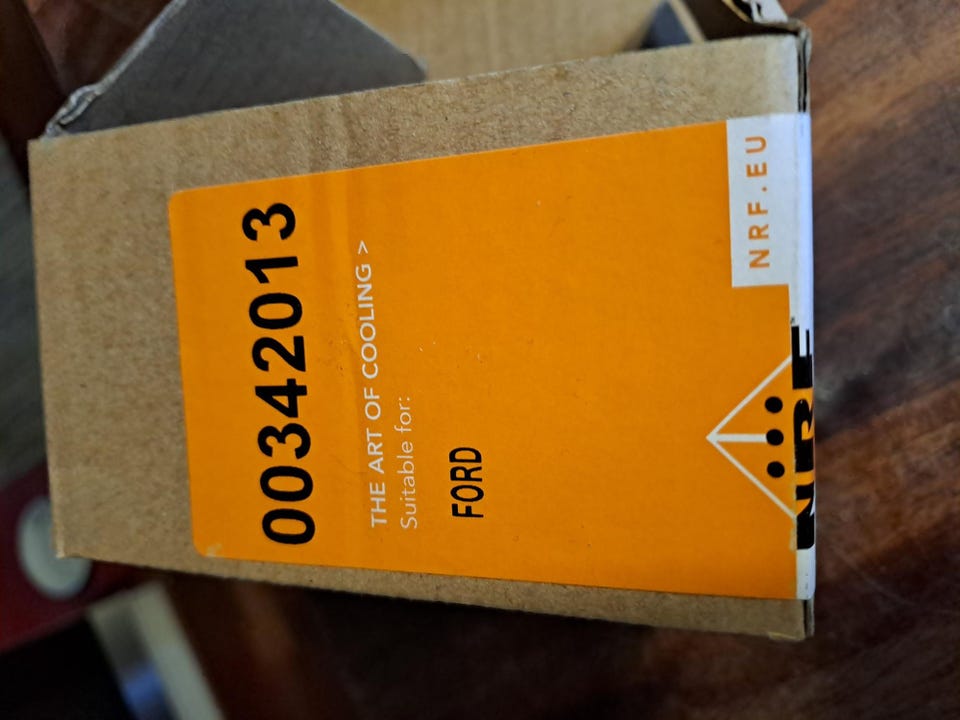 00342013
THE ART OF COOLING >
Suitable for:
FORD
NRF
NRF.EU